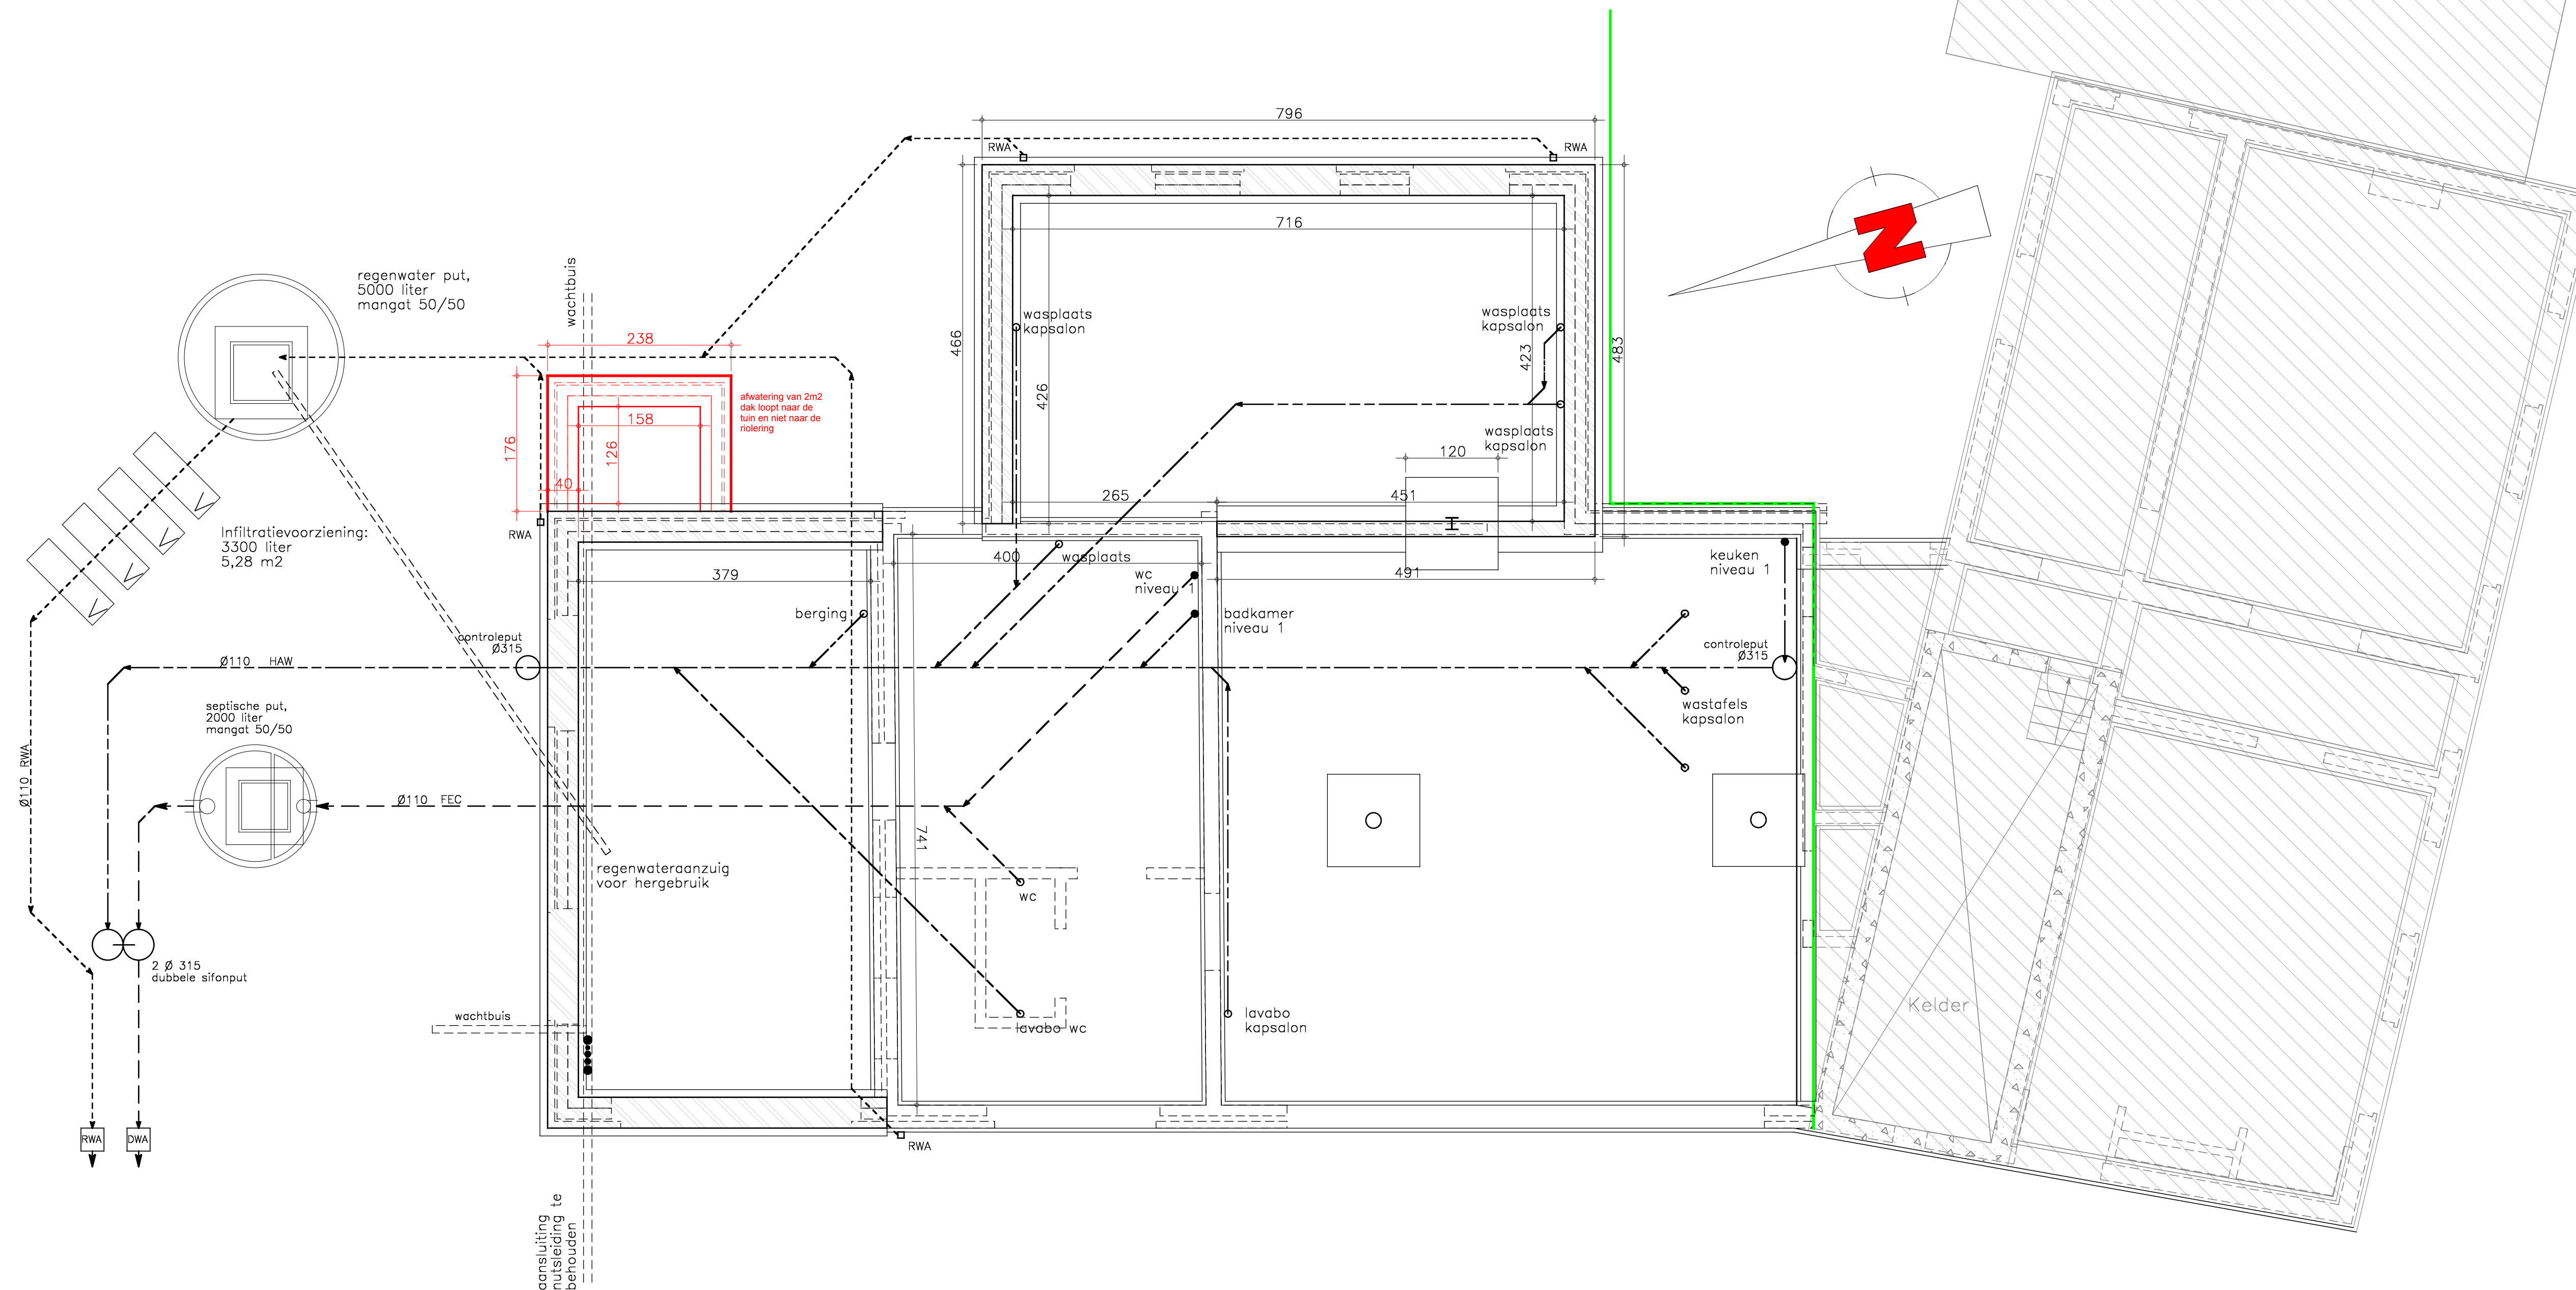 796
RWA
RWA
716
regenwater put,
5000 liter
mangat 50/50
wachtbuis
238
466
426
423
483
wasplaats
kapsalon
wasplaats
kapsalon
wasplaats
kapsalon
afwatering van 2m2
dak loopt naar de
tuin en niet naar de
riolering
158
126
176
40
120
265
451
RWA
Infiltratievoorziening:
3300 liter
5,28 m2
V
V
V
V
N
379
400
wasplaats
wc
niveau 1
491
keuken
niveau 1
berging
badkamer
niveau 1
controleput
Ø315
controleput
Ø315
Ø110 HAW
septische put,
2000 liter
mangat 50/50
wastafels
kapsalon
Ø110 RWA
Ø110 FEC
741
regenwateraanzuig
voor hergebruik
wc
2 Ø 315
dubbele sifonput
wachtbuis
lavabo wc
lavabo
kapsalon
Kelder
RWA
DWA
RWA
aansluiting
nutsleiding te
behouden